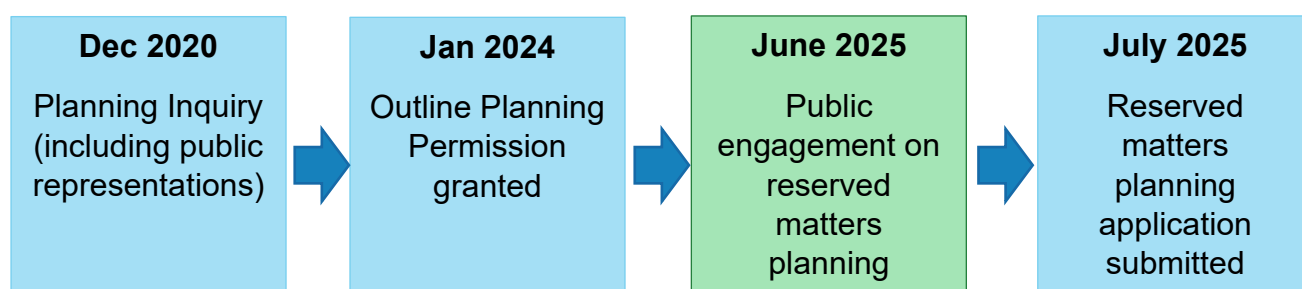 Dec 2020
Planning Inquiry
(including public
representations)
Jan 2024
Outline Planning
Permission
granted
June 2025
Public
engagement on
reserved
matters
planning
July 2025
Reserved
matters
planning
application
submitted